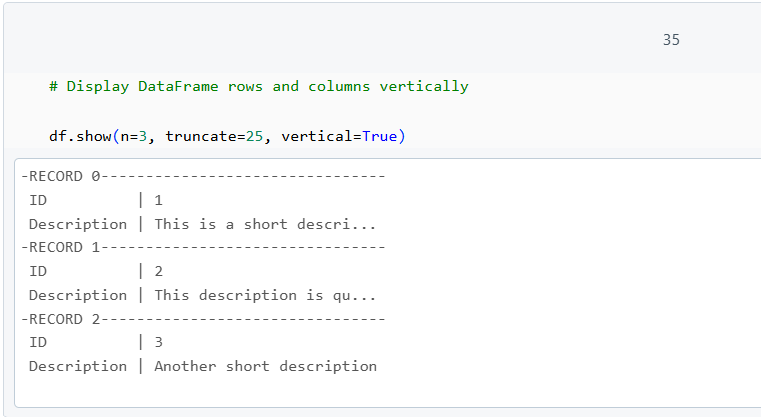 35
# Display DataFrame rows and columns vertically
df.show(n=3, truncate=25, vertical=True)
-RECORD 0--------------------------------
 ID          | 1
 Description | This is a short descri...
-RECORD 1--------------------------------
 ID          | 2
 Description | This description is qu...
-RECORD 2--------------------------------
 ID          | 3
 Description | Another short description